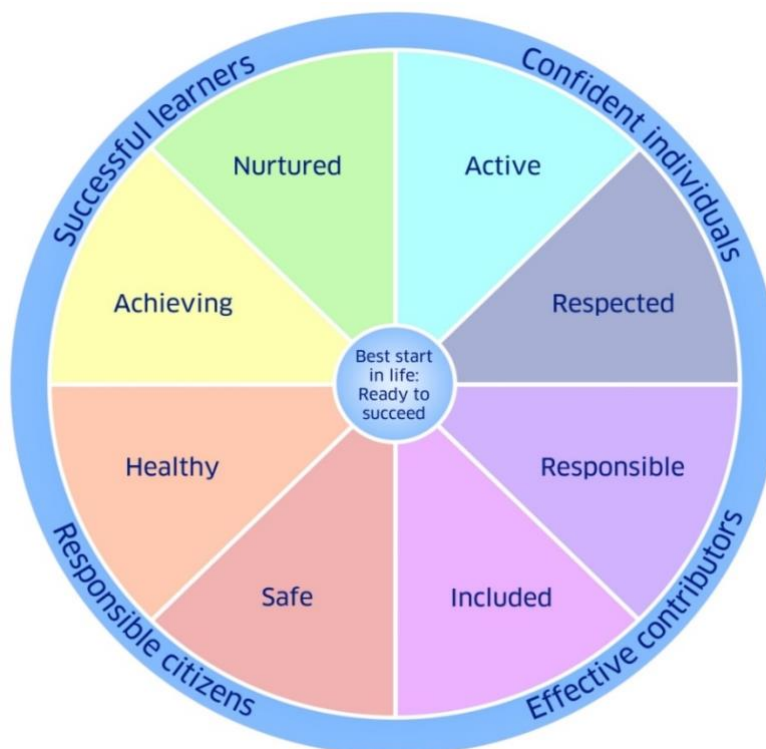 Successful learners
Confident individuals
Nurtured
Active
Achieving
Respected
Best start
in life:
Ready to
succeed
Healthy
Responsible
Safe
Included
Responsible citizens
Effective contributors